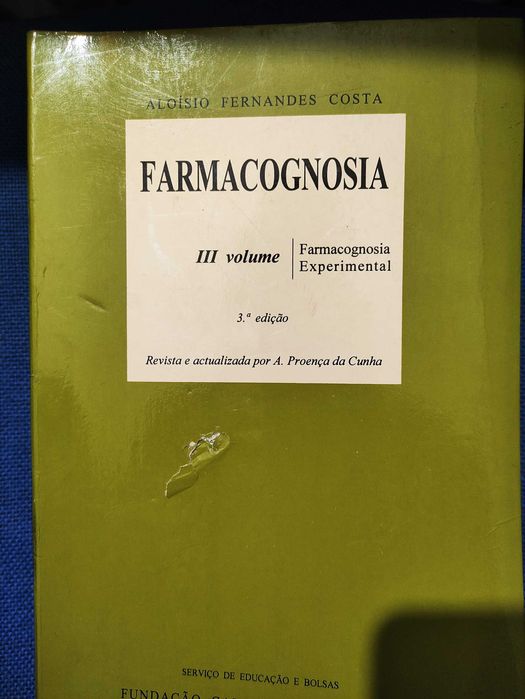 ALOÍSIO FERNANDES COSTA
FARMACOGNOSIA
III volume
Farmacognosia
Experimental
3.ª edição
Revista e actualizada por A. Proença da Cunha
SERVIÇO DE EDUCAÇÃO E BOLSAS
FUNDAÇÃO